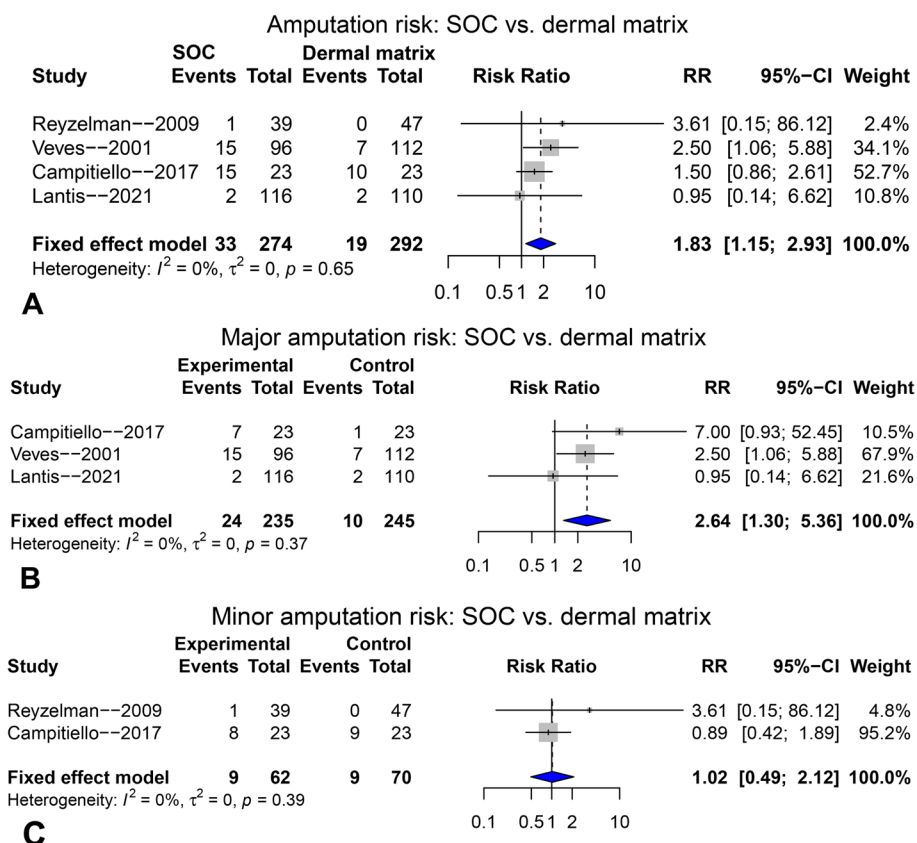 Amputation risk: SOC vs. dermal matrix
SOC Dermal matrix
Study Events Total Events Total Risk Ratio RR 95%−CI Weight
Reyzelman−−2009 1 39 0 47 3.61 [0.15; 86.12] 2.4%
Veves−−2001 15 96 7 112 2.50 [1.06; 5.88] 34.1%
Campitiello−−2017 15 23 10 23 1.50 [0.86; 2.61] 52.7%
Lantis−−2021 2 116 2 110 0.95 [0.14; 6.62] 10.8%
Fixed effect model 33 274 19 292 1.83 [1.15; 2.93] 100.0%
Heterogeneity: I² = 0%, τ² = 0, p = 0.65
0.1 0.5 1 2 10
A
Major amputation risk: SOC vs. dermal matrix
Experimental Control
Study Events Total Events Total Risk Ratio RR 95%−CI Weight
Campitiello−−2017 7 23 1 23 7.00 [0.93; 52.45] 10.5%
Veves−−2001 15 96 7 112 2.50 [1.06; 5.88] 67.9%
Lantis−−2021 2 116 2 110 0.95 [0.14; 6.62] 21.6%
Fixed effect model 24 235 10 245 2.64 [1.30; 5.36] 100.0%
Heterogeneity: I² = 0%, τ² = 0, p = 0.37
0.1 0.5 1 2 10
B
Minor amputation risk: SOC vs. dermal matrix
Experimental Control
Study Events Total Events Total Risk Ratio RR 95%−CI Weight
Reyzelman−−2009 1 39 0 47 3.61 [0.15; 86.12] 4.8%
Campitiello−−2017 8 23 9 23 0.89 [0.42; 1.89] 95.2%
Fixed effect model 9 62 9 70 1.02 [0.49; 2.12] 100.0%
Heterogeneity: I² = 0%, τ² = 0, p = 0.39
0.1 0.5 1 2 10
C